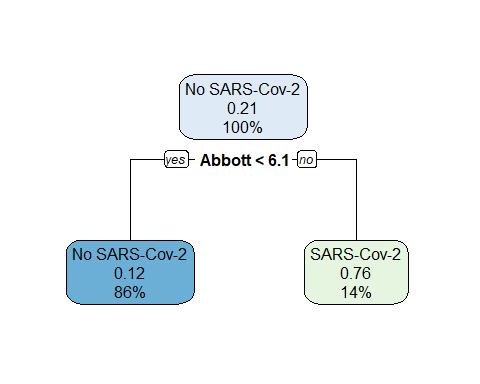 No SARS-Cov-2
0.21
100%
yes Abbott < 6.1 no
No SARS-Cov-2
0.12
86%
SARS-Cov-2
0.76
14%